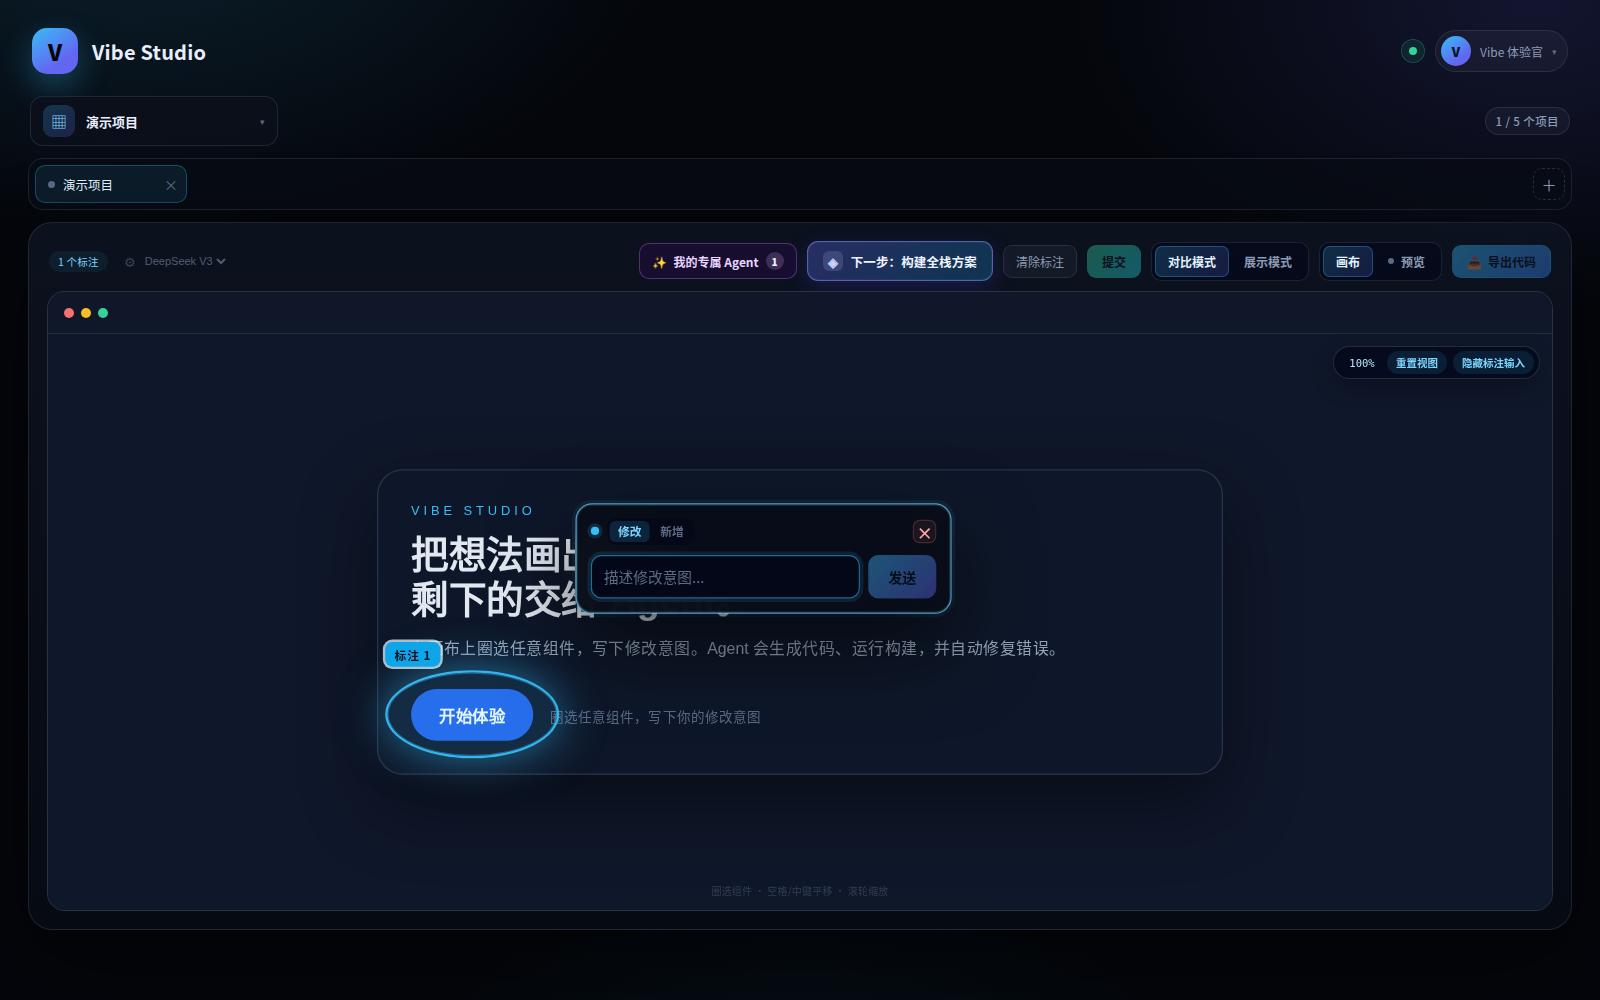 V
Vibe Studio
V
Vibe 体验官
演示项目
1 / 5 个项目
演示项目
1 个标注
DeepSeek V3
我的专属 Agent 1
下一步：构建全栈方案
清除标注
提交
对比模式
展示模式
画布
预览
导出代码
100%
重置视图
隐藏标注输入
VIBE STUDIO
修改
新增
把想法画出
描述修改意图...
发送
剩下的交给
布上圈选任意组件，写下修改意图。Agent 会生成代码、运行构建，并自动修复错误。
标注 1
开始体验
圈选任意组件，写下你的修改意图
圈选组件 · 空格/中键平移 · 滚轮缩放